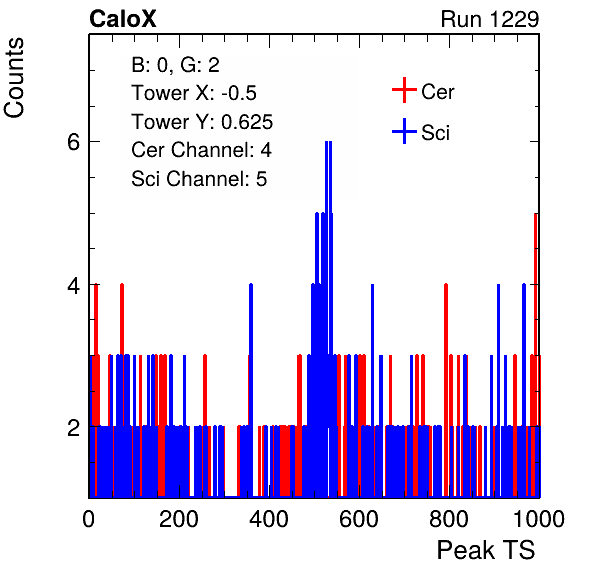 CaloX Run 1229
Counts
B: 0, G: 2
Tower X: -0.5
Tower Y: 0.625
Cer Channel: 4
Sci Channel: 5
Cer
Sci
6
4
2
0 200 400 600 800 1000
Peak TS